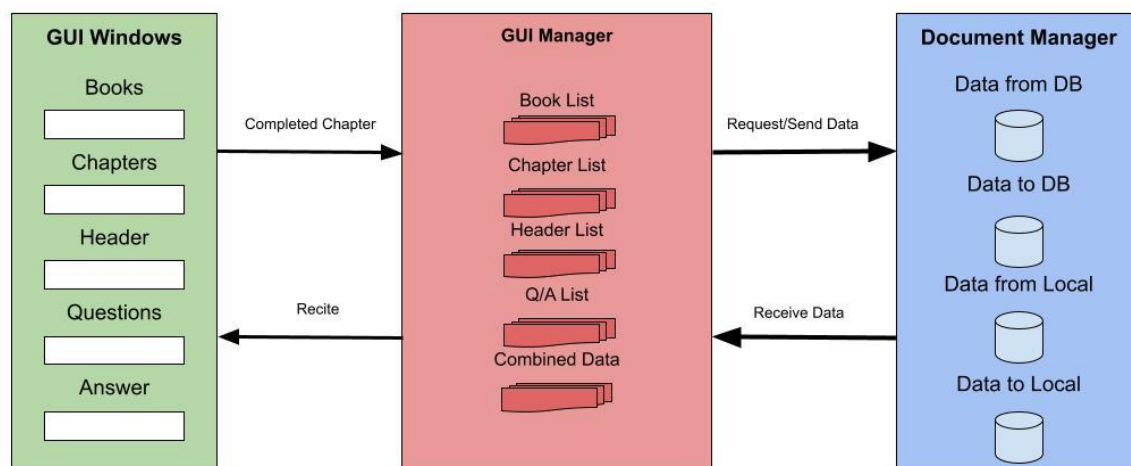 GUI Windows
Books
Chapters
Header
Questions
Answer
Completed Chapter
Recite
GUI Manager
Book List
Chapter List
Header List
Q/A List
Combined Data
Request/Send Data
Receive Data
Document Manager
Data from DB
Data to DB
Data from Local
Data to Local